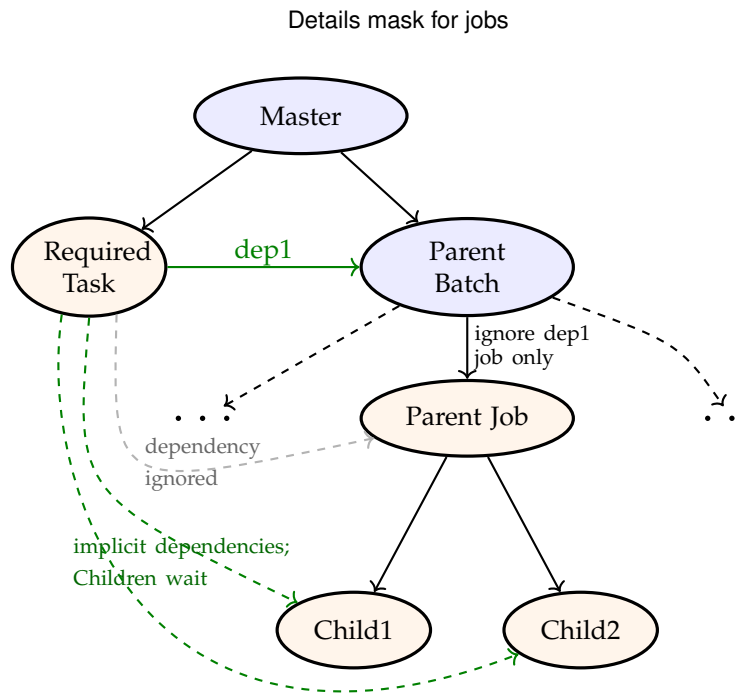 Details mask for jobs
Master
Required
Task
dep1
Parent
Batch
ignore dep1
job only
. . .
Parent Job
. .
dependency
ignored
implicit dependencies;
Children wait
Child1
Child2